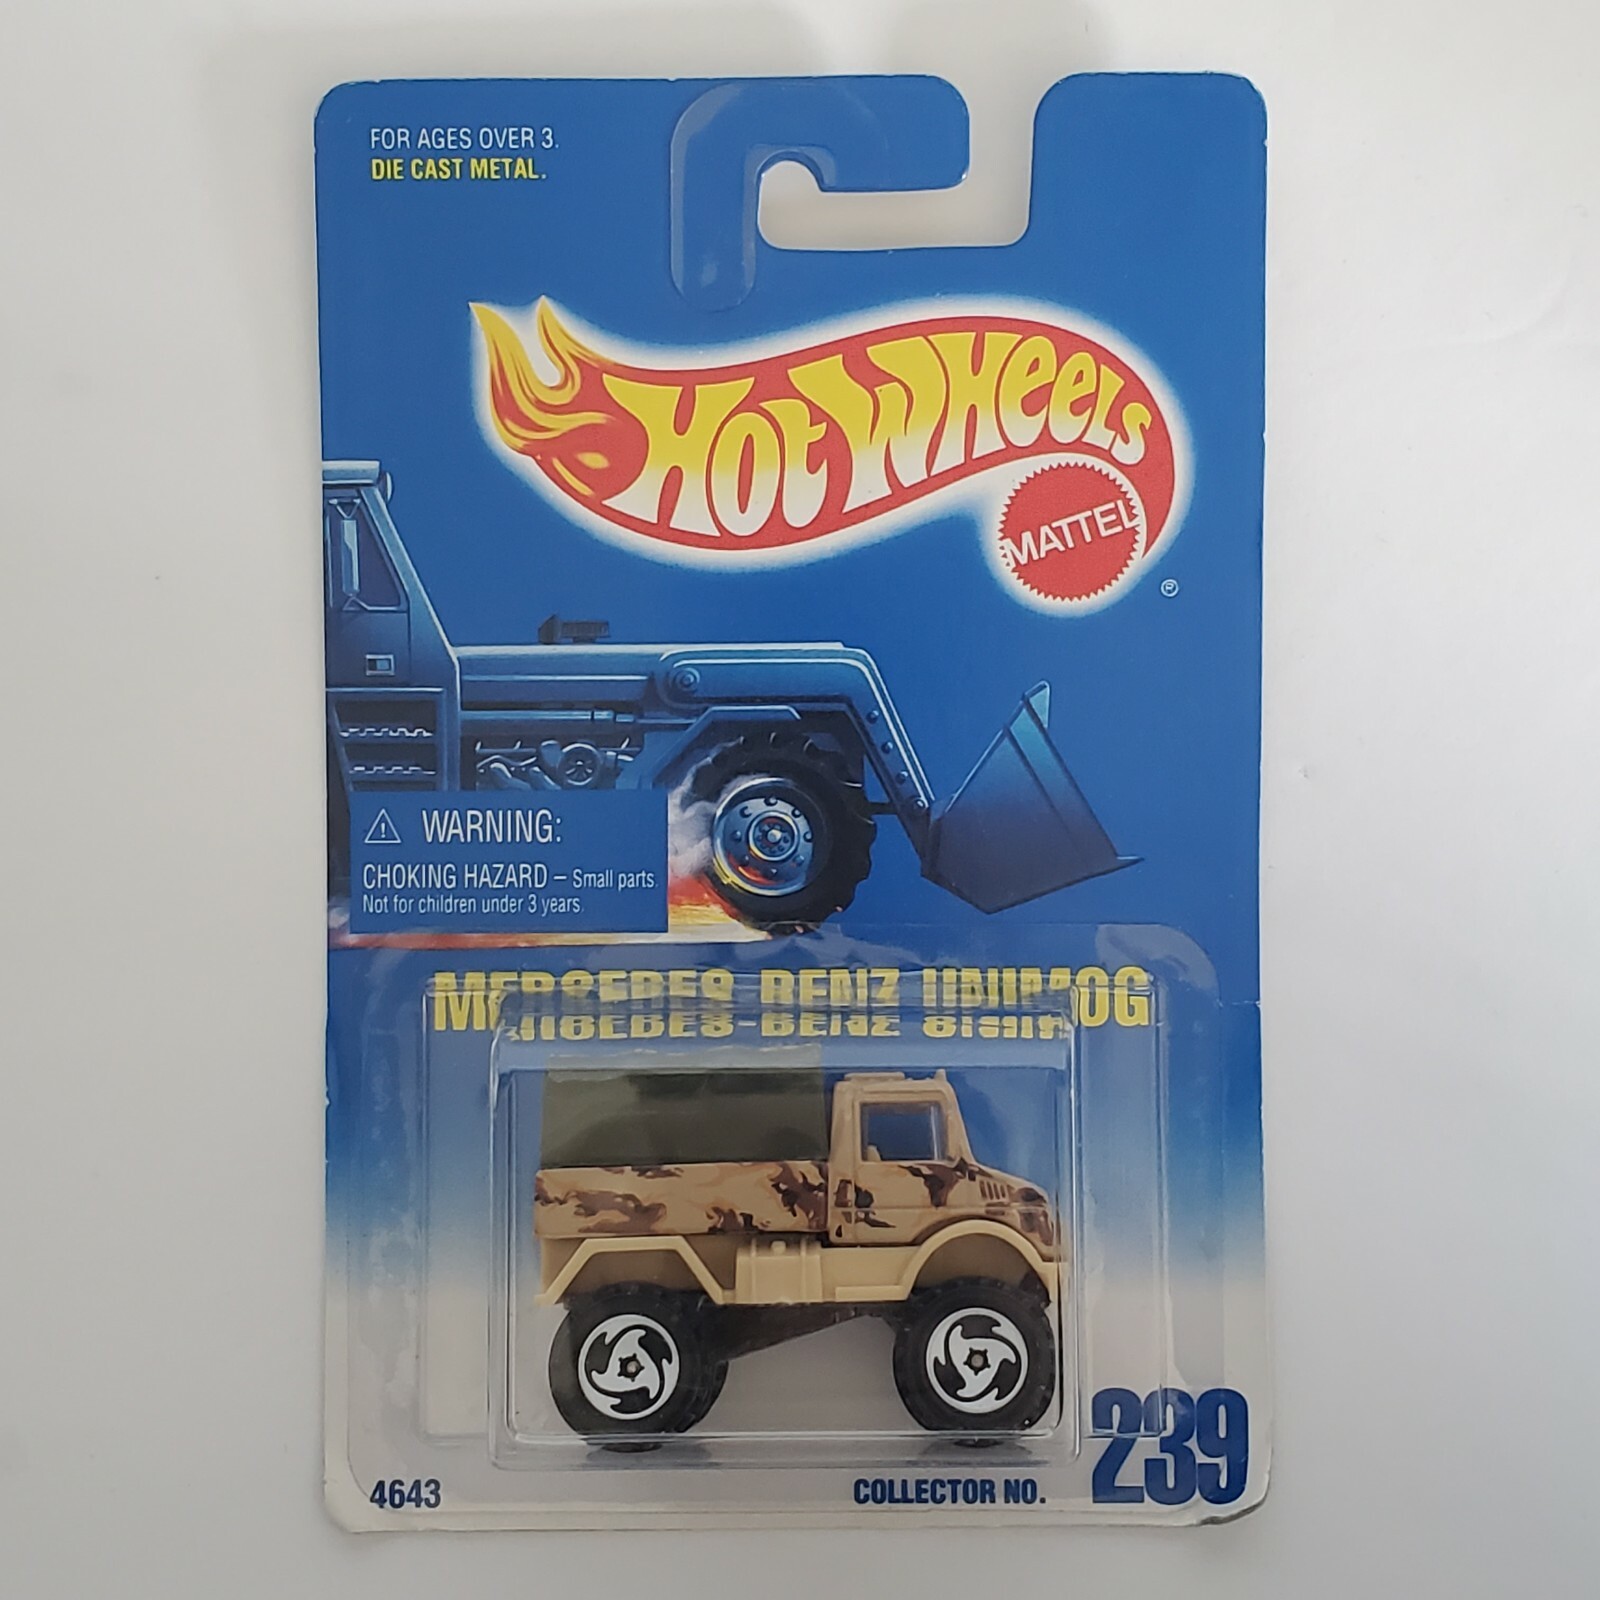 FOR AGES OVER 3.
DIE CAST METAL.
HOT WHEELS
MATTEL
®
WARNING:
CHOKING HAZARD – Small parts.
Not for children under 3 years.
MERCEDES-BENZ UNIMOG
4643
COLLECTOR NO.
239